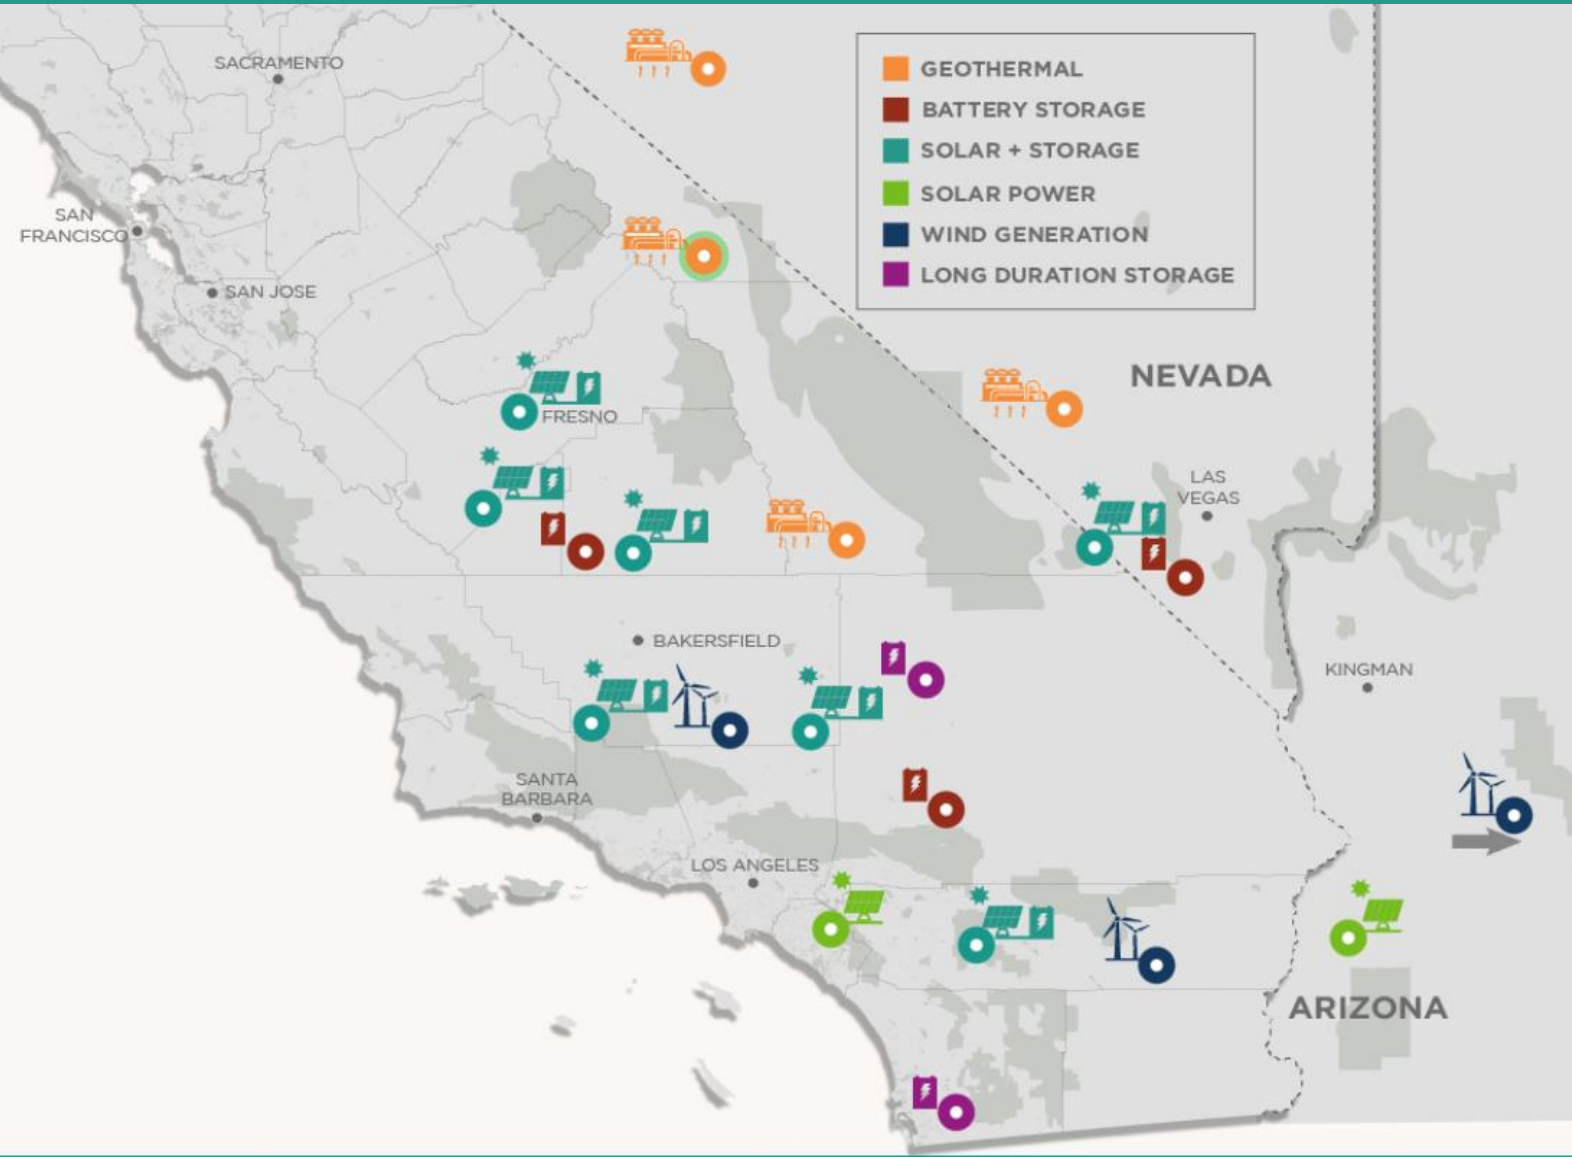 SACRAMENTO
GEOTHERMAL
BATTERY STORAGE
SOLAR + STORAGE
SOLAR POWER
WIND GENERATION
LONG DURATION STORAGE
SAN
FRANCISCO
SAN JOSE
NEVADA
FRESNO
LAS
VEGAS
BAKERSFIELD
KINGMAN
SANTA
BARBARA
LOS ANGELES
ARIZONA